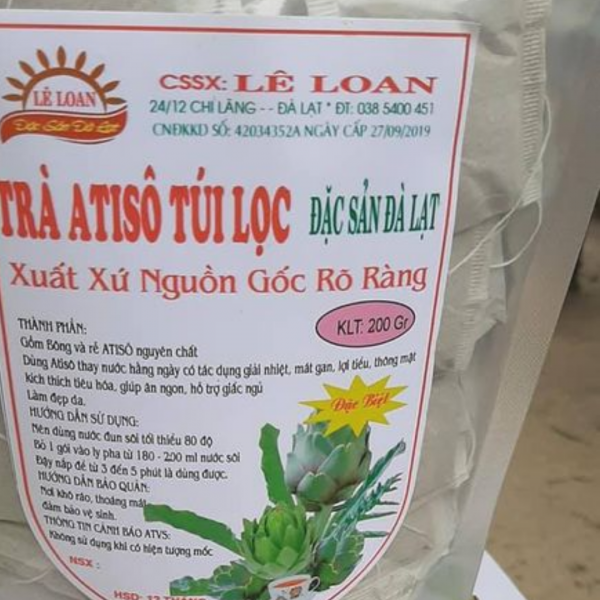 LÊ LOAN
Đặc Sản Đà Lạt
CSSX: LÊ LOAN
24/12 CHI LĂNG - - ĐÀ LẠT * ĐT: 038 5400 451
CNĐKKD SỐ: 42034352A NGÀY CẤP 27/09/2019
TRÀ ATISÔ TÚI LỌC ĐẶC SẢN ĐÀ LẠT
Xuất Xứ Nguồn Gốc Rõ Ràng
KLT: 200 Gr
THÀNH PHẦN:
Gồm Bông và rễ ATISÔ nguyên chất
Dùng Atisô thay nước hằng ngày có tác dụng giải nhiệt, mát gan, lợi tiểu, thông mật
Kích thích tiêu hóa, giúp ăn ngon, hỗ trợ giấc ngủ
Làm đẹp da.
Đặc Biệt
HƯỚNG DẪN SỬ DỤNG:
Nên dùng nước đun sôi tối thiểu 80 độ
Bỏ 1 gói vào ly pha từ 180 - 200 ml nước sôi
Đậy nắp để từ 3 đến 5 phút là dùng được.
HƯỚNG DẪN BẢO QUẢN:
Nơi khô ráo, thoáng mát,
đảm bảo vệ sinh.
THÔNG TIN CẢNH BÁO ATVS:
Không sử dụng khi có hiện tượng mốc
NSX :
HSD: 12 THÁNG